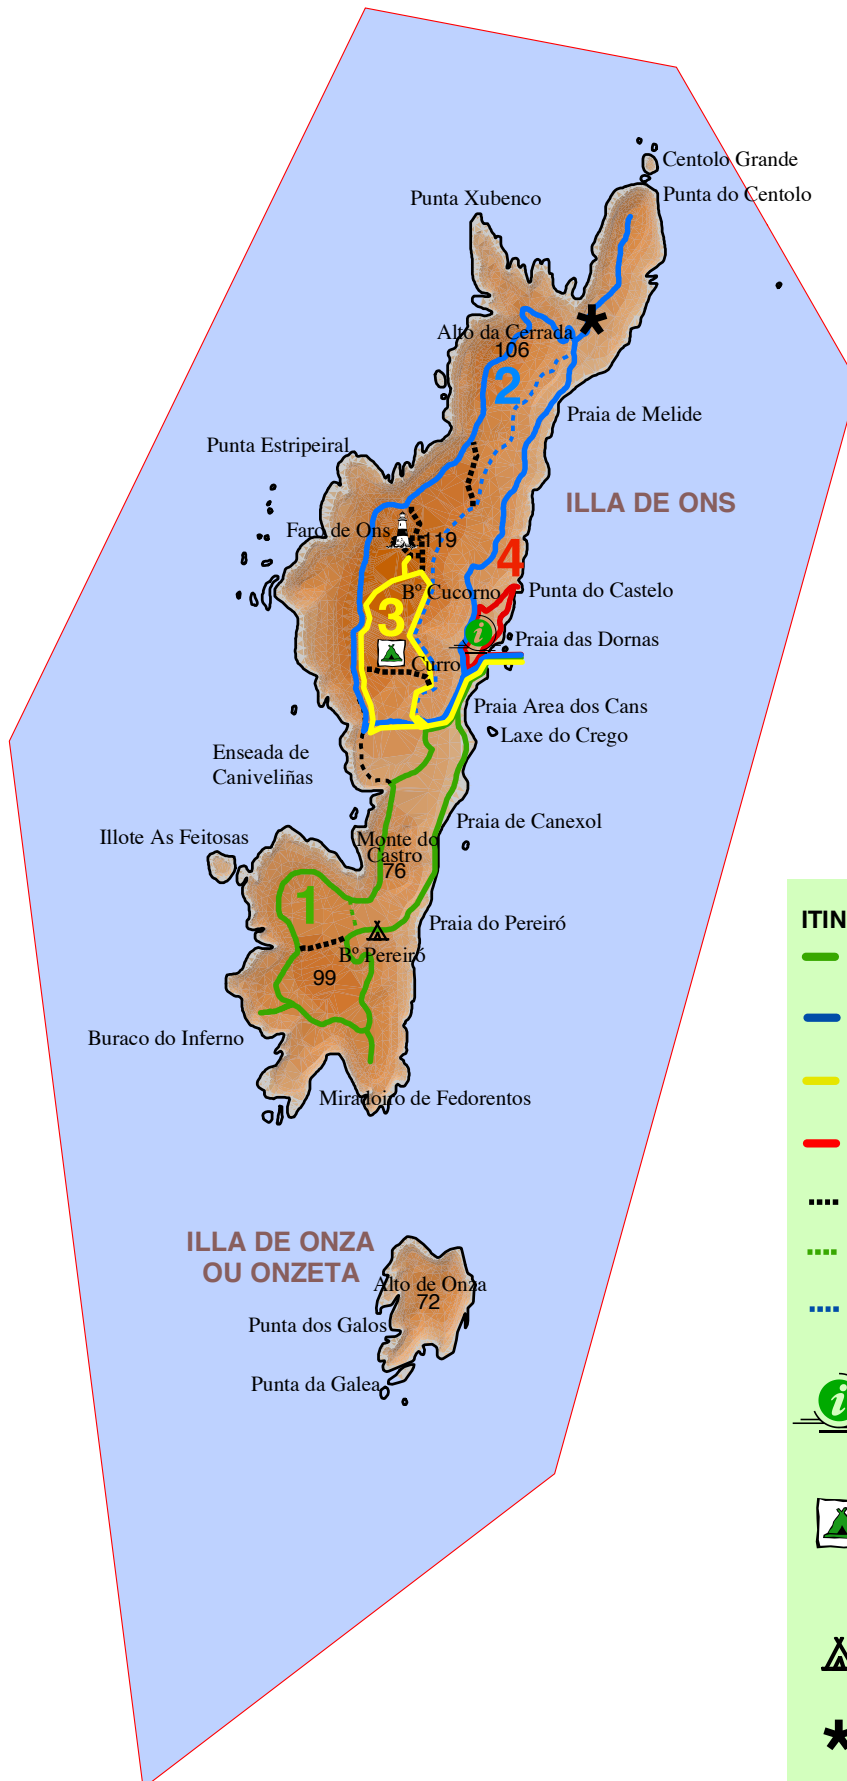 Centolo Grande
Punta do Centolo
Punta Xubenco
Alto da Cerrada
106
2
Praia de Melide
Punta Estripeiral
ILLA DE ONS
Faro de Ons
119
4
Bº Cucorno
Punta do Castelo
3
i
Praia das Dornas
Curro
Praia Area dos Cans
Laxe do Crego
Enseada de
Caniveliñas
Praia de Canexol
Illote As Feitosas
Monte do
Castro
76
1
Praia do Pereiró
Bº Pereiró
99
Buraco do Inferno
Miradoiro de Fedorentos
ILLA DE ONZA
OU ONZETA
Alto de Onza
72
Punta dos Galos
Punta da Galea
ITIN
i